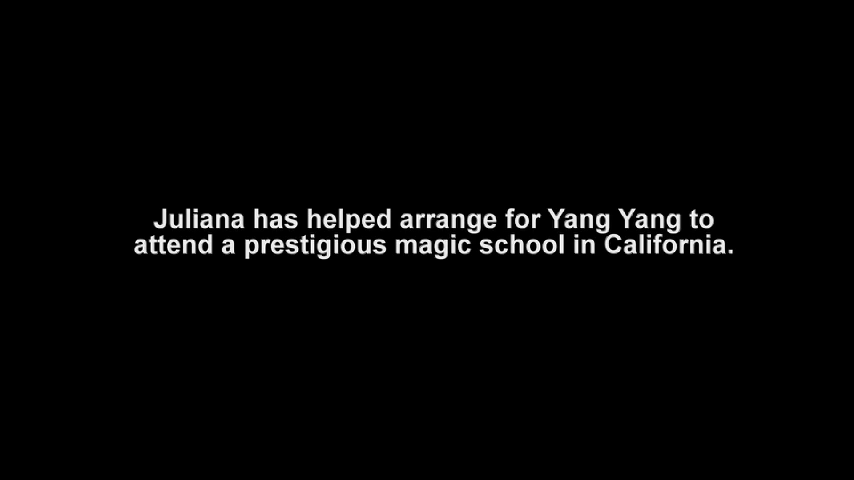 Juliana has helped arrange for Yang Yang to
attend a prestigious magic school in California.